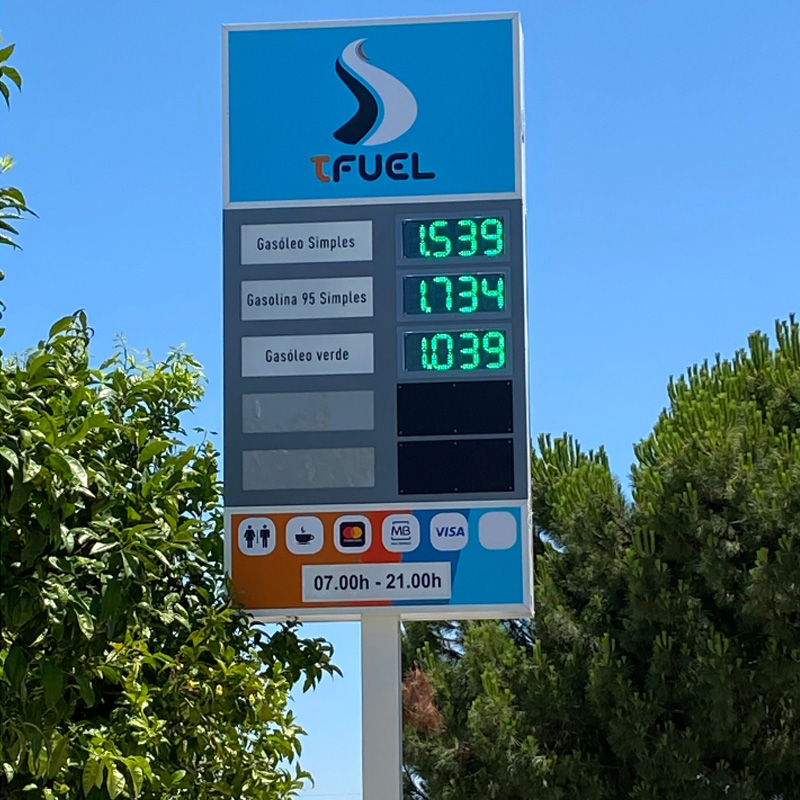 TFUEL
Gasóleo Simples 1.539
Gasolina 95 Simples 1.734
Gasóleo verde 1.039
MB VISA
07.00h - 21.00h